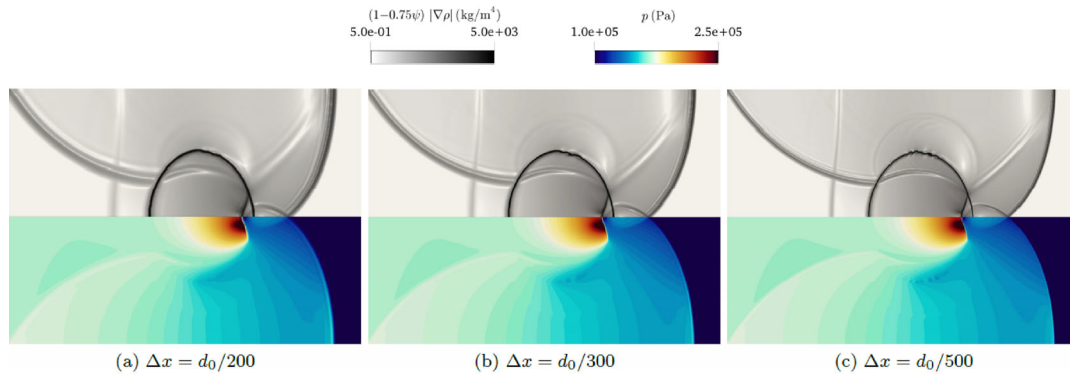 (1−0.75ψ) |∇ρ| (kg/m⁴)
5.0e-01 5.0e+03
p (Pa)
1.0e+05 2.5e+05
(a) Δx = d₀/200
(b) Δx = d₀/300
(c) Δx = d₀/500